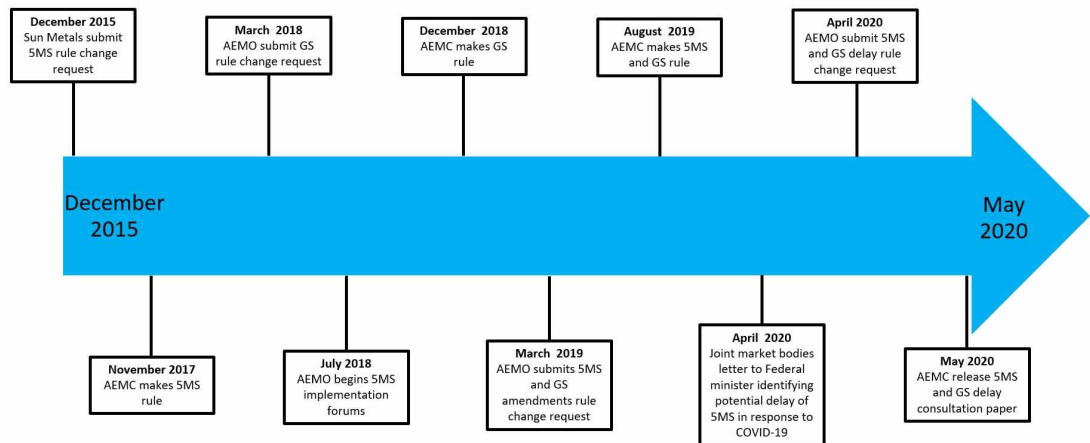 December 2015
Sun Metals submit
5MS rule change
request
March  2018
AEMO submit GS
rule change request
December  2018
AEMC makes GS
rule
August  2019
AEMC makes 5MS
and GS rule
April  2020
AEMO submit 5MS
and GS delay rule
change request
December
2015
May
2020
November 2017
AEMC makes 5MS
rule
July 2018
AEMO begins 5MS
implementation
forums
March  2019
AEMO submits 5MS
and GS
amendments rule
change request
April  2020
Joint market bodies
letter to Federal
minister identifying
potential delay of
5MS in response to
COVID-19
May  2020
AEMC release 5MS
and GS delay
consultation paper